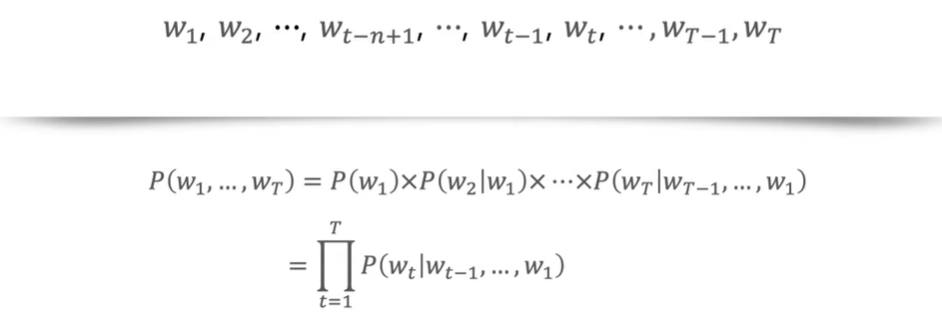 w₁, w₂, ⋯, wₜ₋ₙ₊₁, ⋯, wₜ₋₁, wₜ, ⋯, w_{T−1}, w_T
P(w₁, …, w_T) = P(w₁)×P(w₂|w₁)× ⋯×P(w_T|w_{T−1}, …, w₁)
= ∏_{t=1}^{T} P(wₜ|wₜ₋₁, …, w₁)